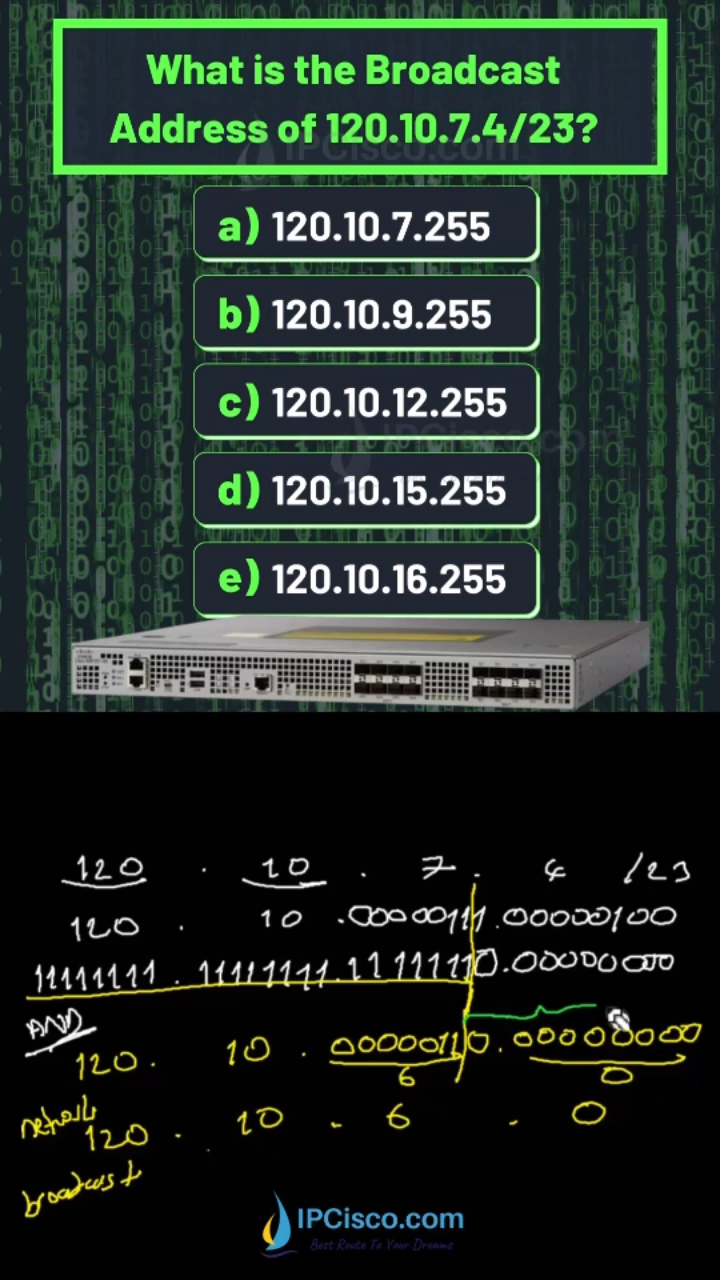 What is the Broadcast
Address of 120.10.7.4/23?
a) 120.10.7.255
b) 120.10.9.255
c) 120.10.12.255
d) 120.10.15.255
e) 120.10.16.255
120 . 10 . 7 . 4 /23
120 . 10 .00000111.00000100
11111111 . 11111111.11111110.00000000
AND
120. 10 . 00000110.00000000
6 0
network
120 . 10 . 6 . 0
broadcast
IPCisco.com
Best Route To Your Dreams